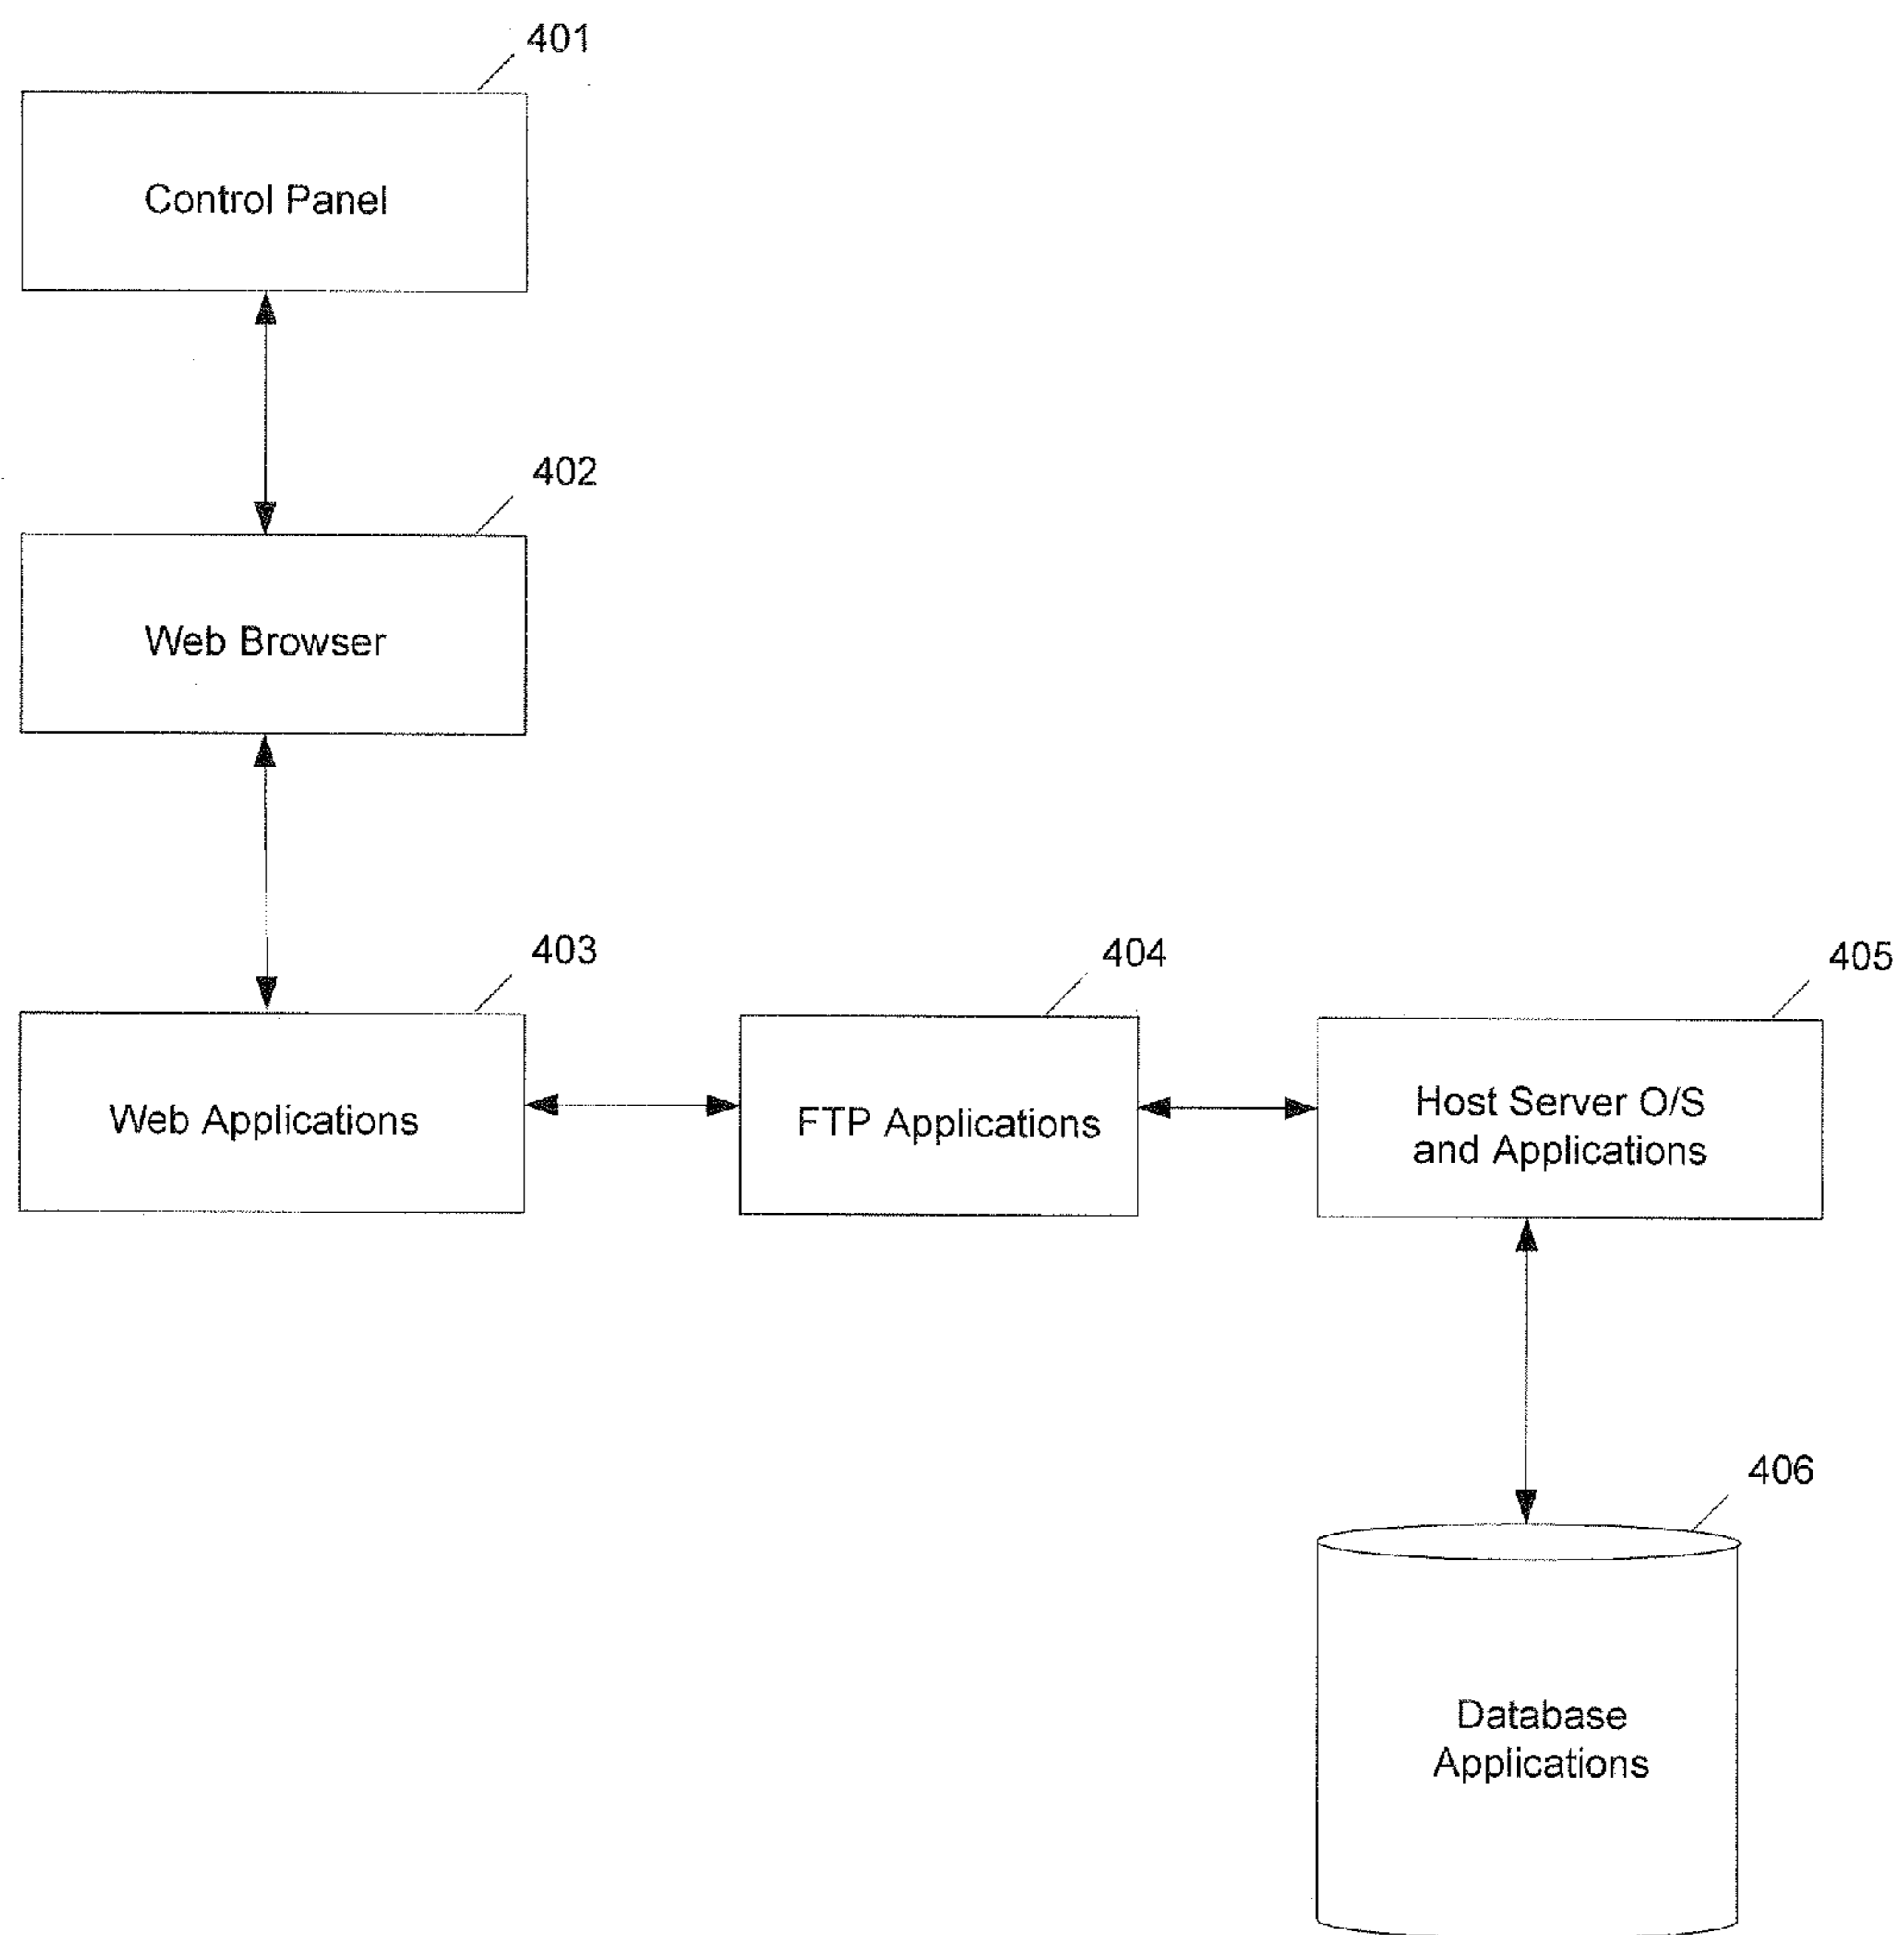 401
Control Panel
402
Web Browser
403
Web Applications
404
FTP Applications
405
Host Server O/S
and Applications
406
Database
Applications